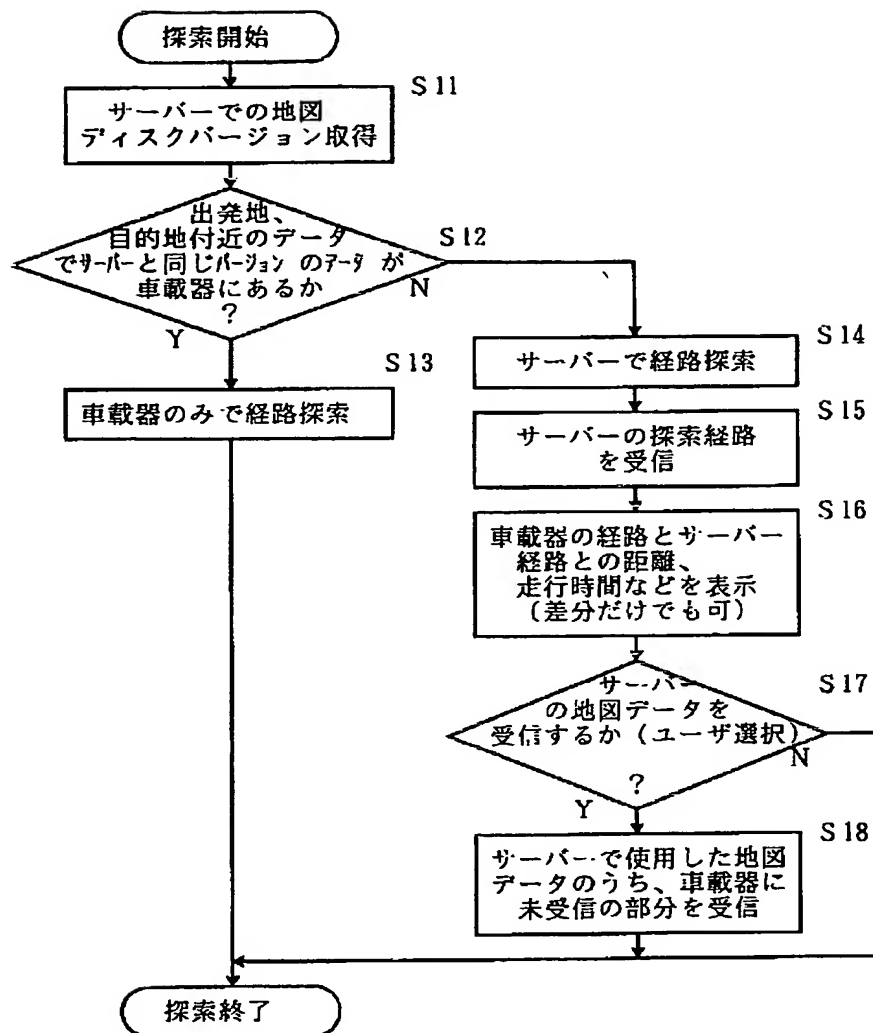 探索開始
S11
サーバーでの地図
ディスクバージョン取得
出発地、
目的地付近のデータ
S12
でサーバーと同じバージョン のデータ が
車載器にあるか
N
?
Y
S13
車載器のみで経路探索
S14
サーバーで経路探索
S15
サーバーの探索経路
を受信
S16
車載器の経路とサーバー
経路との距離、
走行時間などを表示
(差分だけでも可)
サーバー
S17
の地図データを
受信するか(ユーザ選択)
N
?
Y
S18
サーバーで使用した地図
データのうち、車載器に
未受信の部分を受信
探索終了